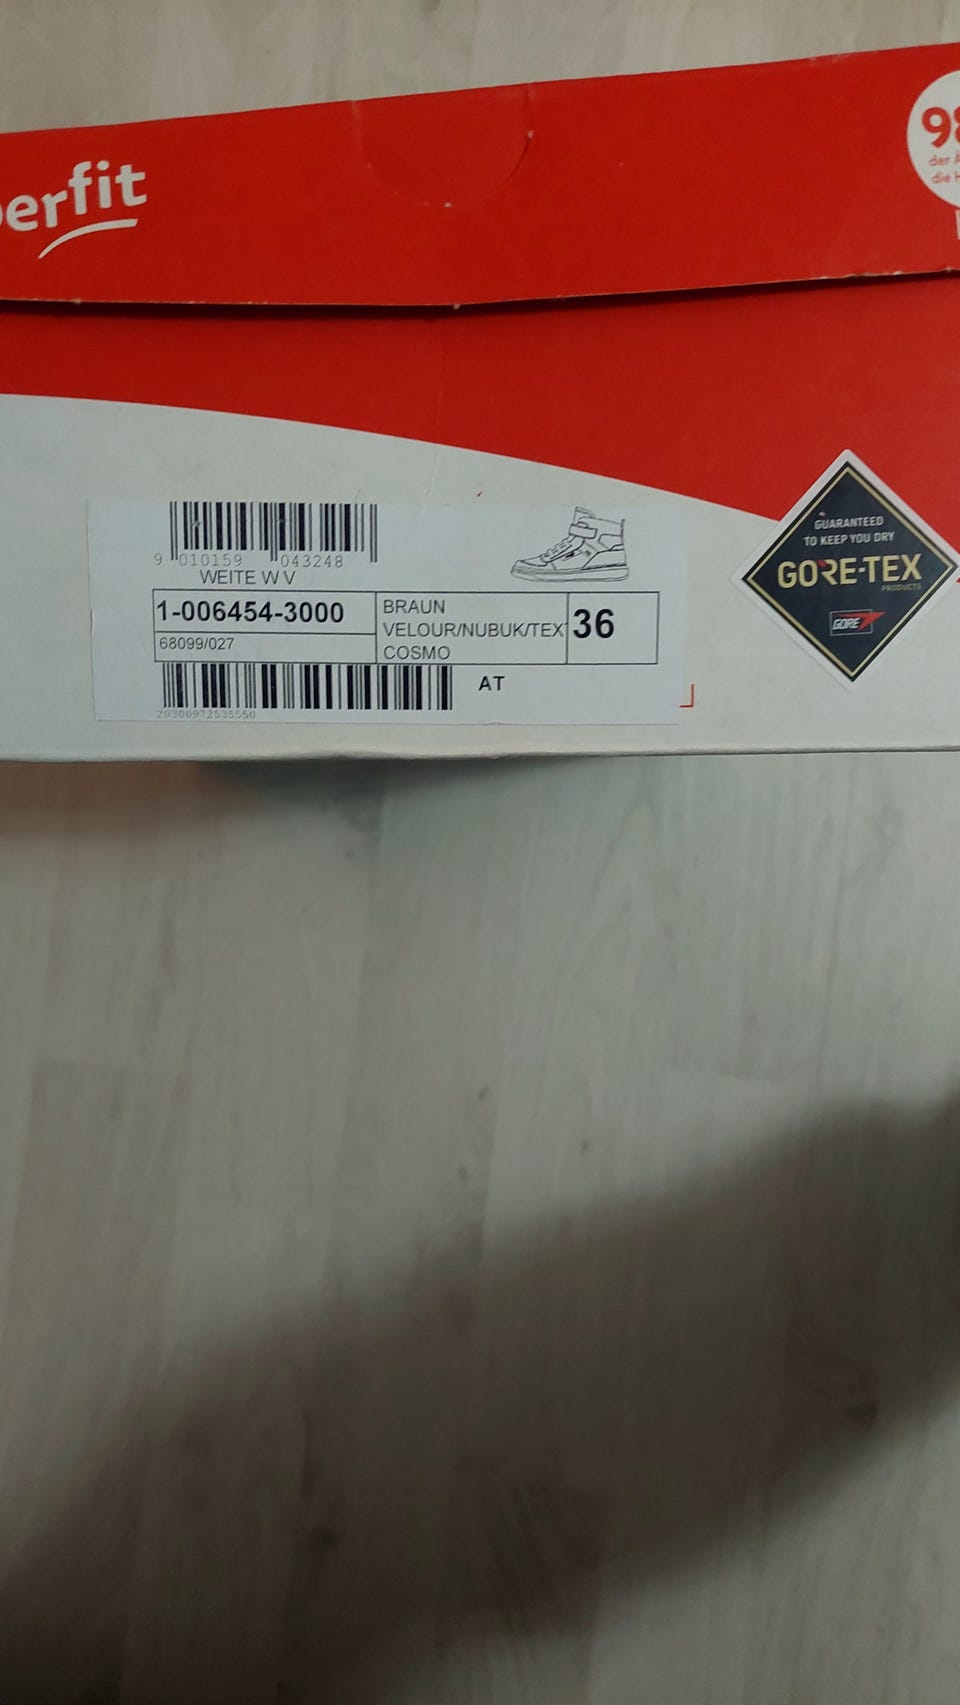 erfit
98
der
die
GUARANTEED
TO KEEP YOU DRY
GORE-TEX
PRODUCTS
GORE
9 010159 043248
WEITE W V
1-006454-3000
68099/027
BRAUN
VELOUR/NUBUK/TEX
COSMO
36
AT
20300972535550